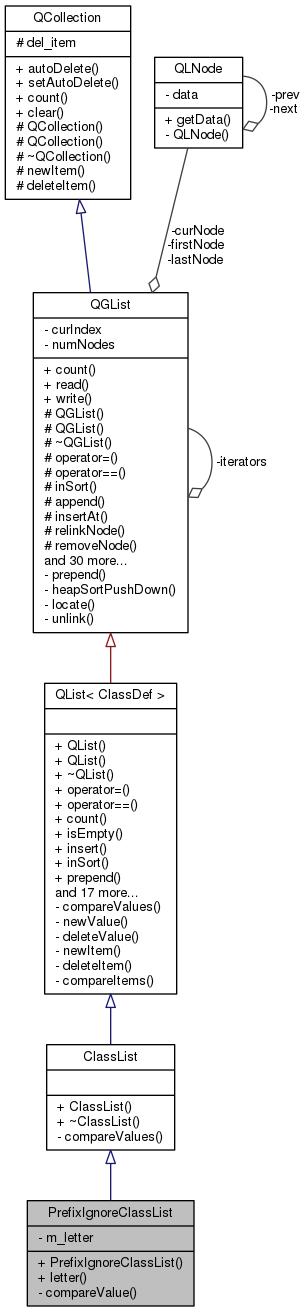 QCollection
# del_item
+ autoDelete()
+ setAutoDelete()
+ count()
+ clear()
# QCollection()
# QCollection()
# ~QCollection()
# newItem()
# deleteItem()
QLNode
- data
+ getData()
- QLNode()
-prev
-next
-curNode
-firstNode
-lastNode
QGList
- curIndex
- numNodes
+ count()
+ read()
+ write()
# QGList()
# QGList()
# ~QGList()
# operator=()
# operator==()
# inSort()
# append()
# insertAt()
# relinkNode()
# removeNode()
and 30 more...
- prepend()
- heapSortPushDown()
- locate()
- unlink()
-iterators
QList< ClassDef >
+ QList()
+ QList()
+ ~QList()
+ operator=()
+ operator==()
+ count()
+ isEmpty()
+ insert()
+ inSort()
+ prepend()
and 17 more...
- compareValues()
- newValue()
- deleteValue()
- newItem()
- deleteItem()
- compareItems()
ClassList
+ ClassList()
+ ~ClassList()
- compareValues()
PrefixIgnoreClassList
- m_letter
+ PrefixIgnoreClassList()
+ letter()
- compareValue()